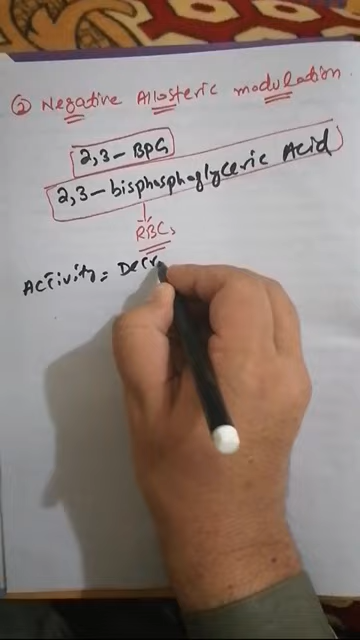 ② Negative Allosteric modulation.
2,3-BPG
2,3-bisphosphoglyceric Acid
RBCs
Activity = Decr